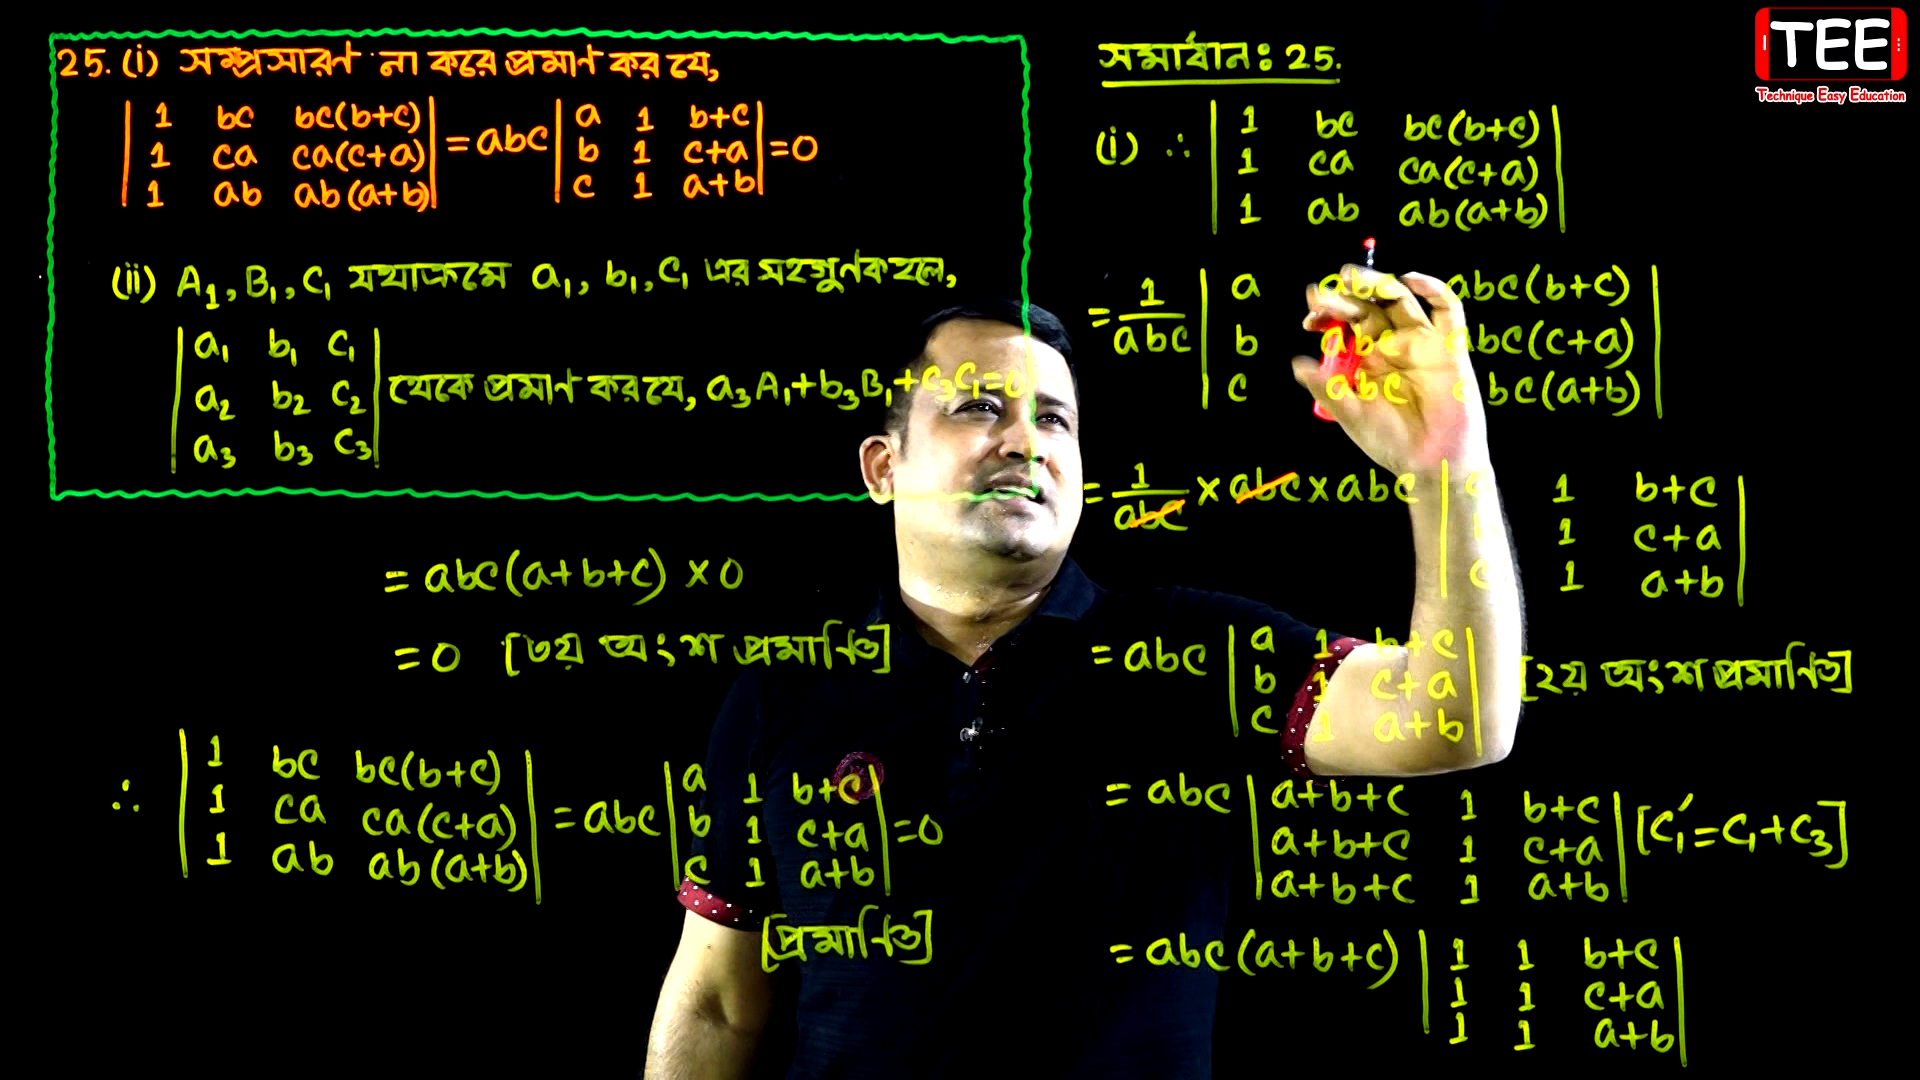 25. (i) সম্প্রসারণ না করে প্রমাণ কর যে,
| 1 bc bc(b+c) | = abc | a 1 b+c | = 0
| 1 ca ca(c+a) | | b 1 c+a |
| 1 ab ab(a+b) | | c 1 a+b |
(ii) A₁, B₁, C₁ যথাক্রমে a₁, b₁, c₁ এর সহগুণক হলে,
| a₁ b₁ c₁ |
| a₂ b₂ c₂ | থেকে প্রমাণ কর যে, a₃A₁+b₃B₁+c₃C₁=0
| a₃ b₃ c₃ |
সমাধান: 25.
(i) ∴ | 1 bc bc(b+c) |
| 1 ca ca(c+a) |
| 1 ab ab(a+b) |
= 1/abc | a abc abc(b+c) |
| b abc abc(c+a) |
| c abc abc(a+b) |
= 1/abc × abc × abc | 1 b+c |
| 1 c+a |
| c 1 a+b |
= abc | a 1 b+c |
| b 1 c+a | [২য় অংশ প্রমাণিত]
| c 1 a+b |
= abc | a+b+c 1 b+c |
| a+b+c 1 c+a | [C₁′=C₁+C₃]
| a+b+c 1 a+b |
= abc(a+b+c) | 1 1 b+c |
| 1 1 c+a |
| 1 1 a+b |
= abc(a+b+c) × 0
= 0 [৩য় অংশ প্রমাণিত]
∴ | 1 bc bc(b+c) | = abc | a 1 b+c | = 0
| 1 ca ca(c+a) | | b 1 c+a |
| 1 ab ab(a+b) | | c 1 a+b |
[প্রমাণিত]
TEE
Technique Easy Education